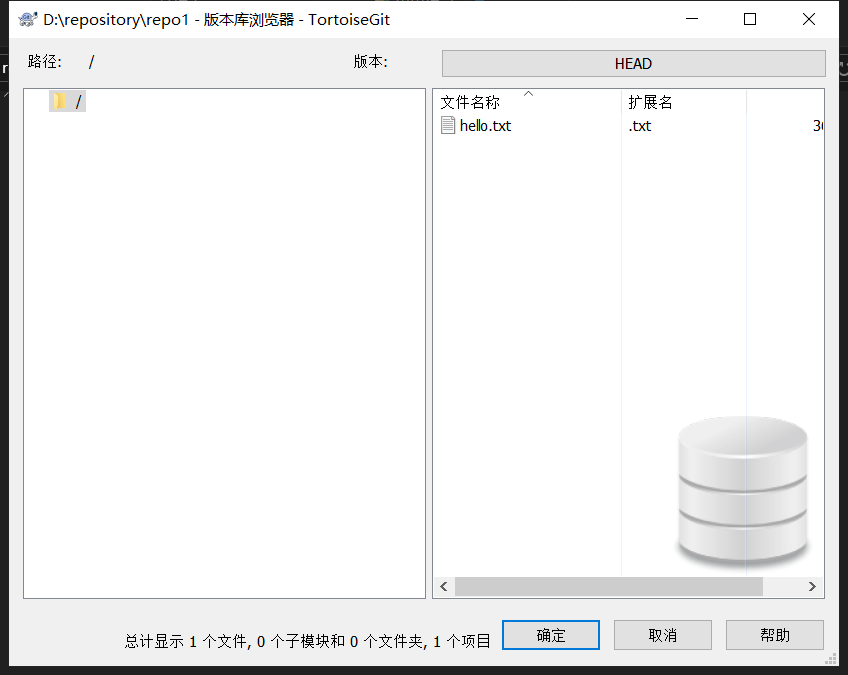 D:\repository\repo1 - 版本库浏览器 - TortoiseGit
路径: / 版本: HEAD
/
文件名称 扩展名
hello.txt .txt
总计显示 1 个文件, 0 个子模块和 0 个文件夹, 1 个项目 确定 取消 帮助